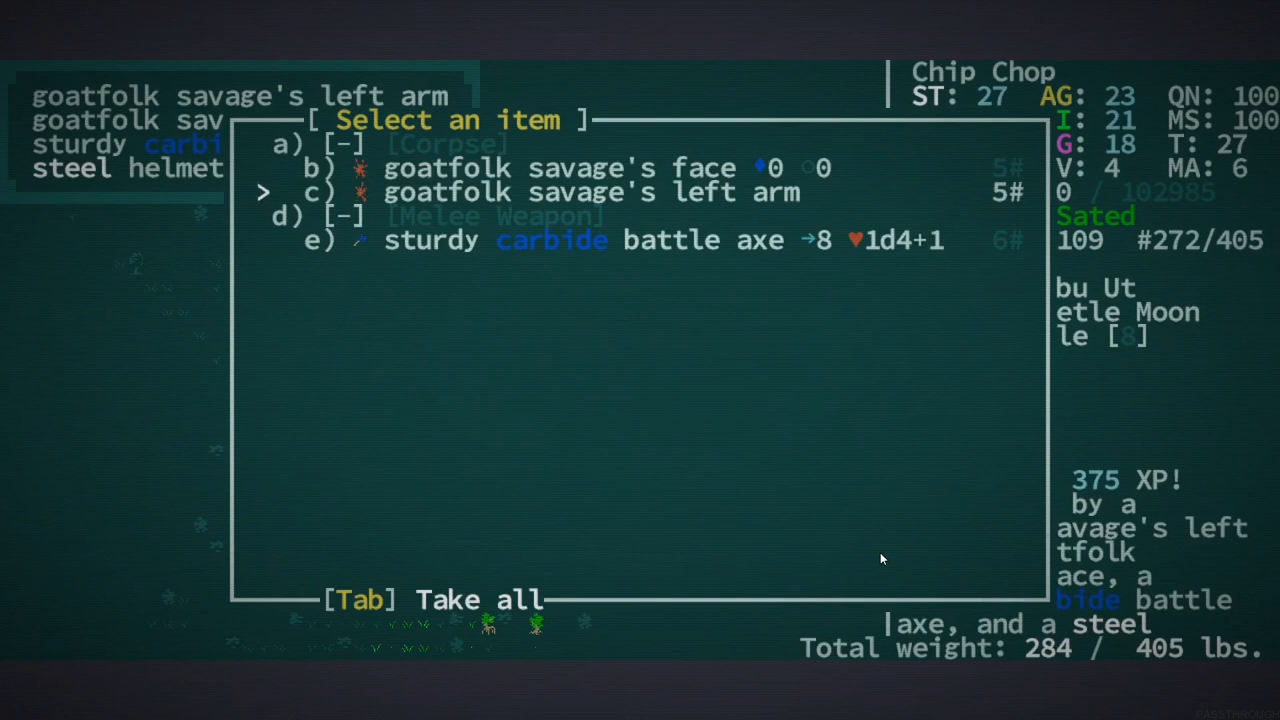 Chip Chop
goatfolk savage's left arm
ST: 27 AG: 23 QN: 100
goatfolk sav
[ Select an item ]
I: 21 MS: 100
sturdy carbi
a) [-] [Corpse]
G: 18 T: 27
steel helmet
b) goatfolk savage's face ♦0 ○0 5#
V: 4 MA: 6
> c) goatfolk savage's left arm 5#
0 / 102985
d) [-] [Melee Weapon]
Sated
e) sturdy carbide battle axe →8 ♥1d4+1 6#
109 #272/405
bu Ut
etle Moon
le [8]
375 XP!
by a
avage's left
tfolk
ace, a
[Tab] Take all
bide battle
axe, and a steel
Total weight: 284 / 405 lbs.
PASSTHROUGH